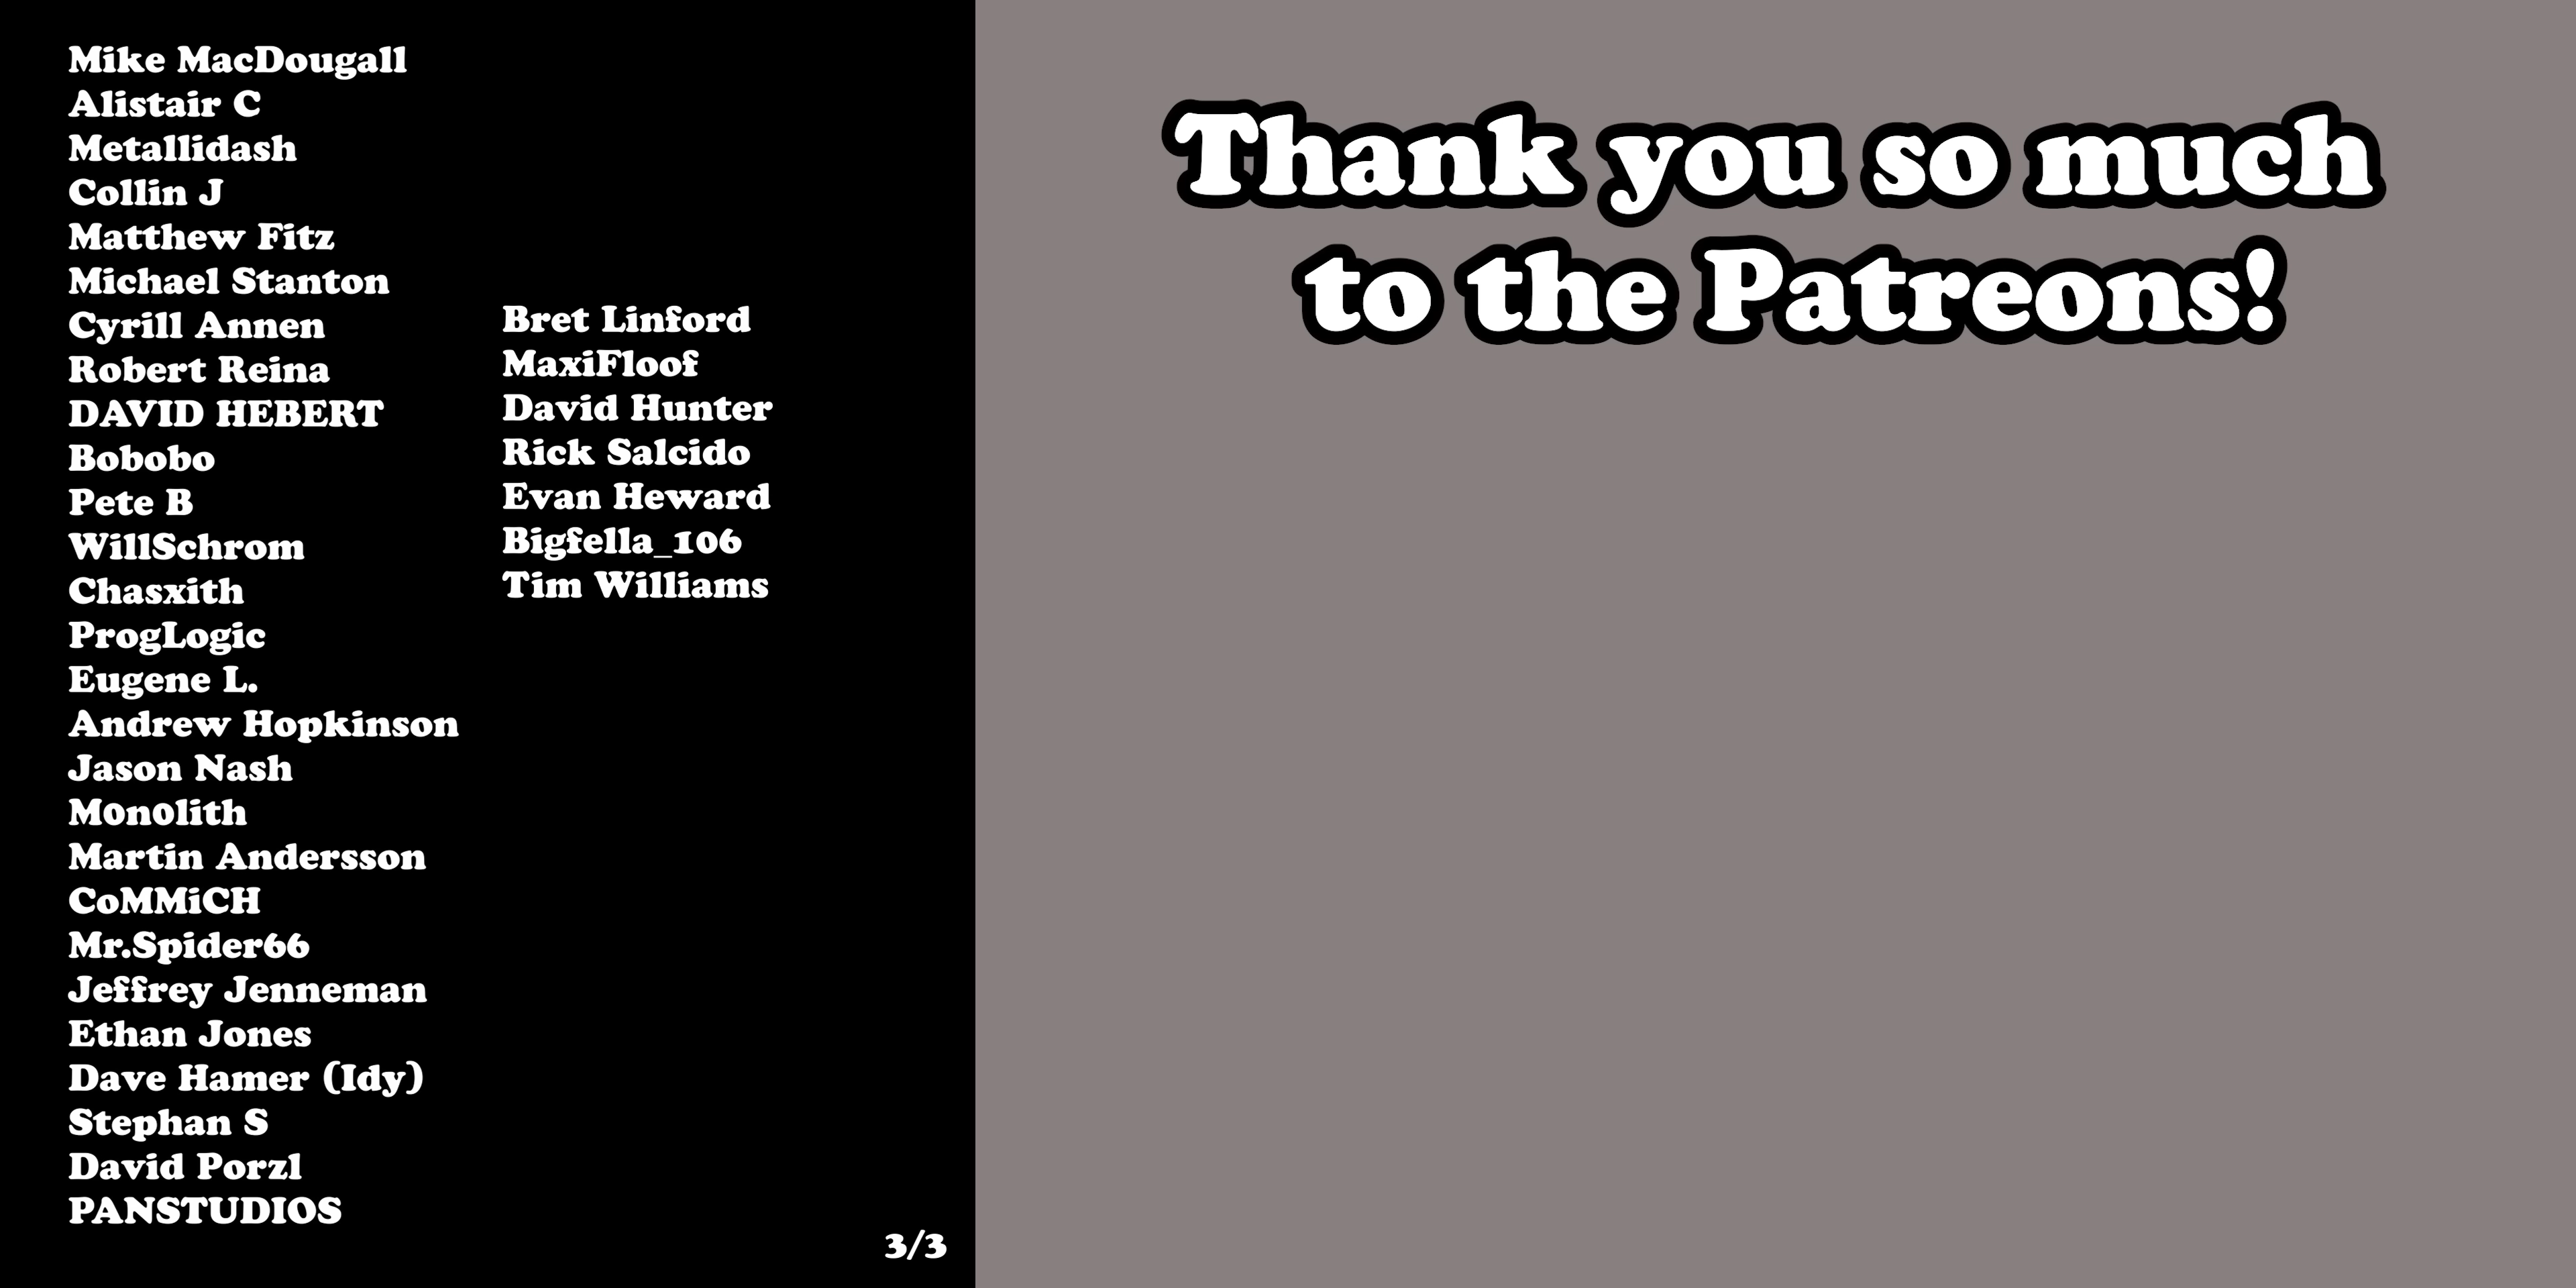 Mike MacDougall
Alistair C
Metallidash
Collin J
Matthew Fitz
Michael Stanton
Cyrill Annen
Robert Reina
DAVID HEBERT
Bobobo
Pete B
WillSchrom
Chasxith
ProgLogic
Eugene L.
Andrew Hopkinson
Jason Nash
M0n0lith
Martin Andersson
CoMMiCH
Mr.Spider66
Jeffrey Jenneman
Ethan Jones
Dave Hamer (Idy)
Stephan S
David Porzl
PANSTUDIOS
Bret Linford
MaxiFloof
David Hunter
Rick Salcido
Evan Heward
Bigfella_106
Tim Williams
3/3
Thank you so much
to the Patreons!